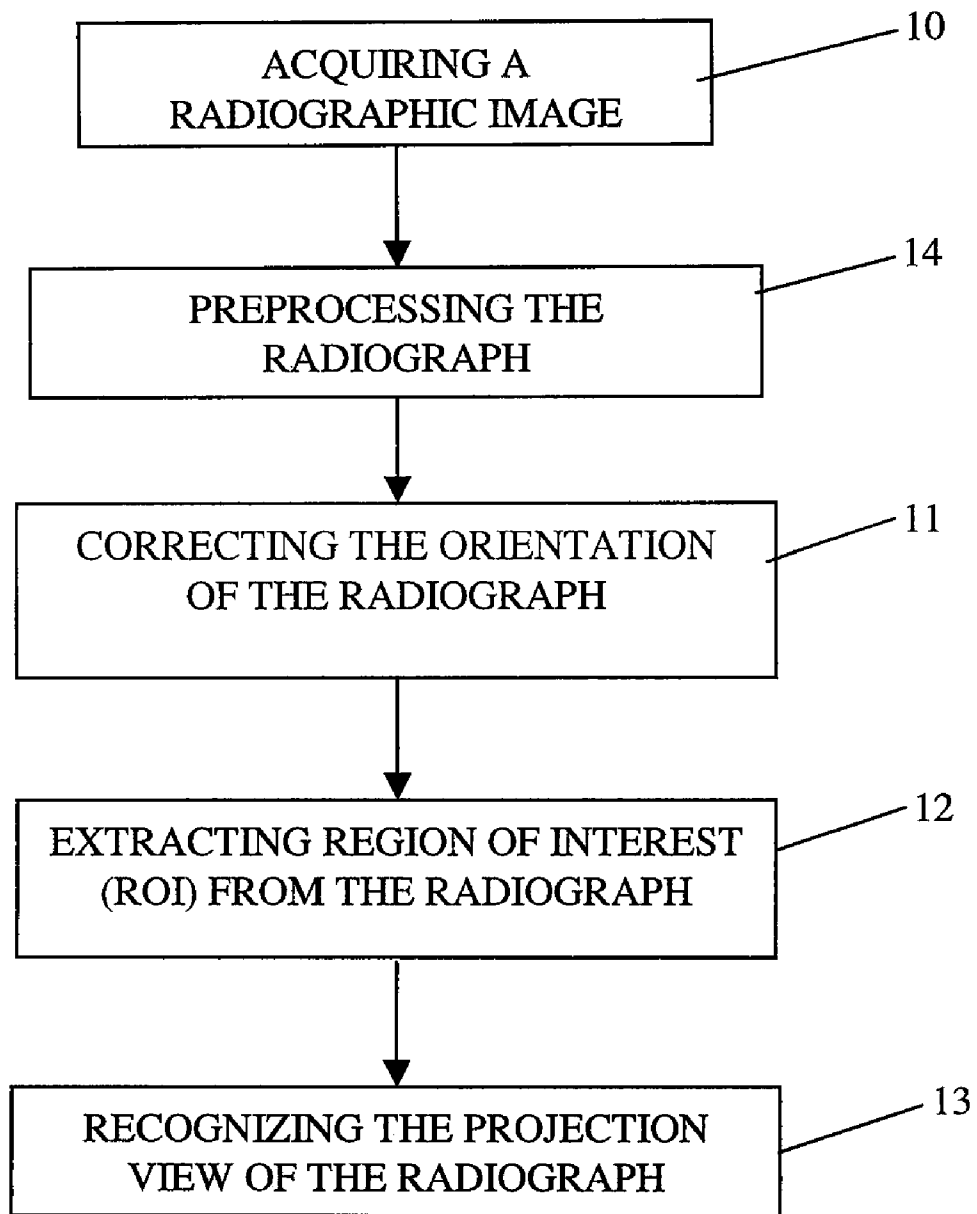 10
ACQUIRING A
RADIOGRAPHIC IMAGE
14
PREPROCESSING THE
RADIOGRAPH
11
CORRECTING THE ORIENTATION
OF THE RADIOGRAPH
12
EXTRACTING REGION OF INTEREST
(ROI) FROM THE RADIOGRAPH
13
RECOGNIZING THE PROJECTION
VIEW OF THE RADIOGRAPH